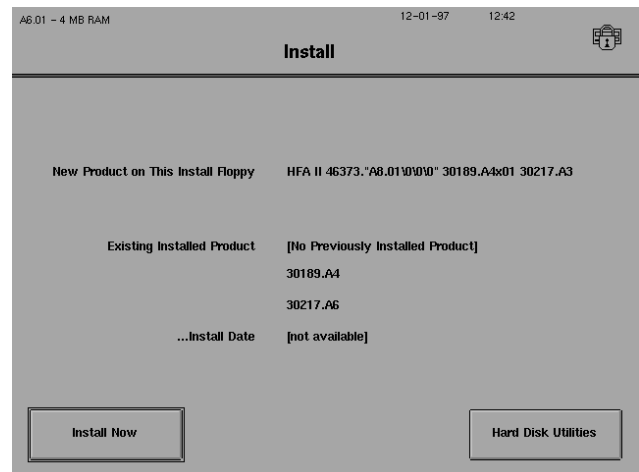 A6.01 - 4 MB RAM 12-01-97 12:42
Install
New Product on This Install Floppy HFA II 46373."A8.01\0\0\0" 30189.A4x01 30217.A3
Existing Installed Product [No Previously Installed Product]
30189.A4
30217.A6
...Install Date [not available]
Install Now Hard Disk Utilities